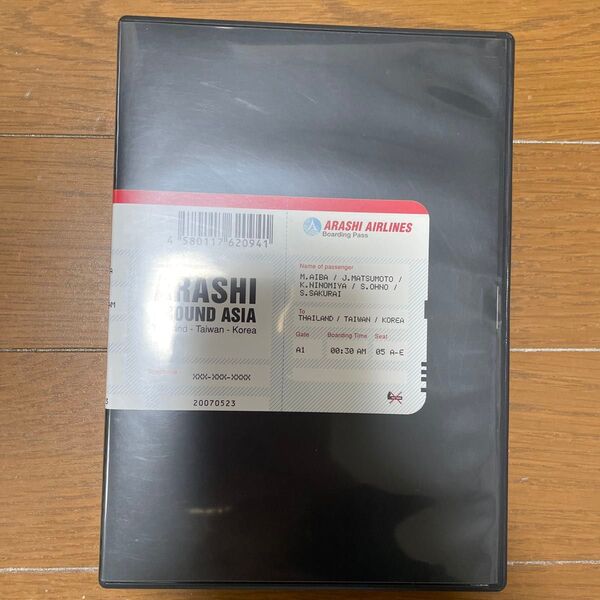 4 580117 620941
ARASHI AIRLINES
Boarding Pass
ARASHI
ROUND ASIA
land - Taiwan - Korea
Name of passenger
M.AIBA / J.MATSUMOTO /
K.NINOMIYA / S.OHNO /
S.SAKURAI
To
THAILAND / TAIWAN / KOREA
Gate Boarding Time Seat
A1 00:30 AM 05 A-E
XXX-XXX-XXXX
20070523